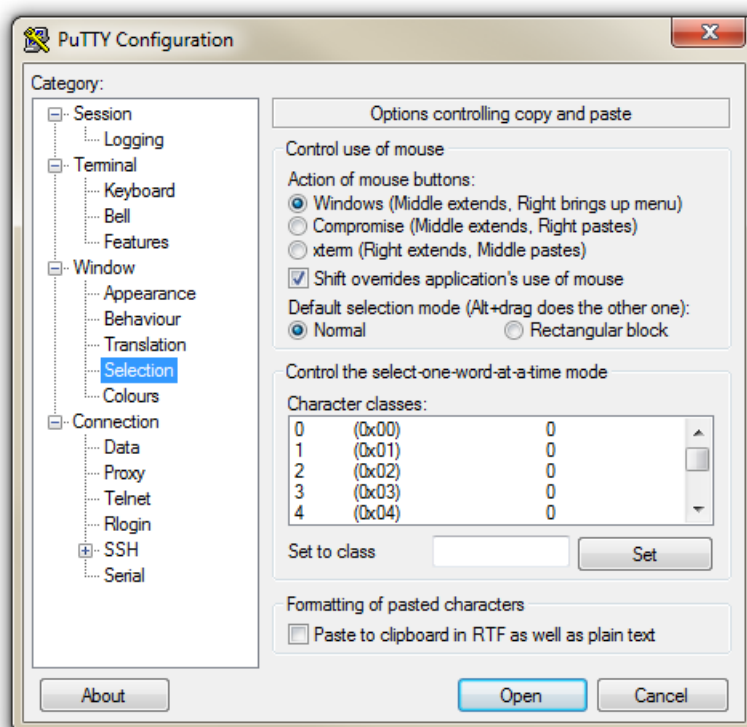 PuTTY Configuration
Category:
Session
Logging
Terminal
Keyboard
Bell
Features
Window
Appearance
Behaviour
Translation
Selection
Colours
Connection
Data
Proxy
Telnet
Rlogin
SSH
Serial
Options controlling copy and paste
Control use of mouse
Action of mouse buttons:
Windows (Middle extends, Right brings up menu)
Compromise (Middle extends, Right pastes)
xterm (Right extends, Middle pastes)
Shift overrides application's use of mouse
Default selection mode (Alt+drag does the other one):
Normal Rectangular block
Control the select-one-word-at-a-time mode
Character classes:
0 (0x00) 0
1 (0x01) 0
2 (0x02) 0
3 (0x03) 0
4 (0x04) 0
Set to class Set
Formatting of pasted characters
Paste to clipboard in RTF as well as plain text
About Open Cancel